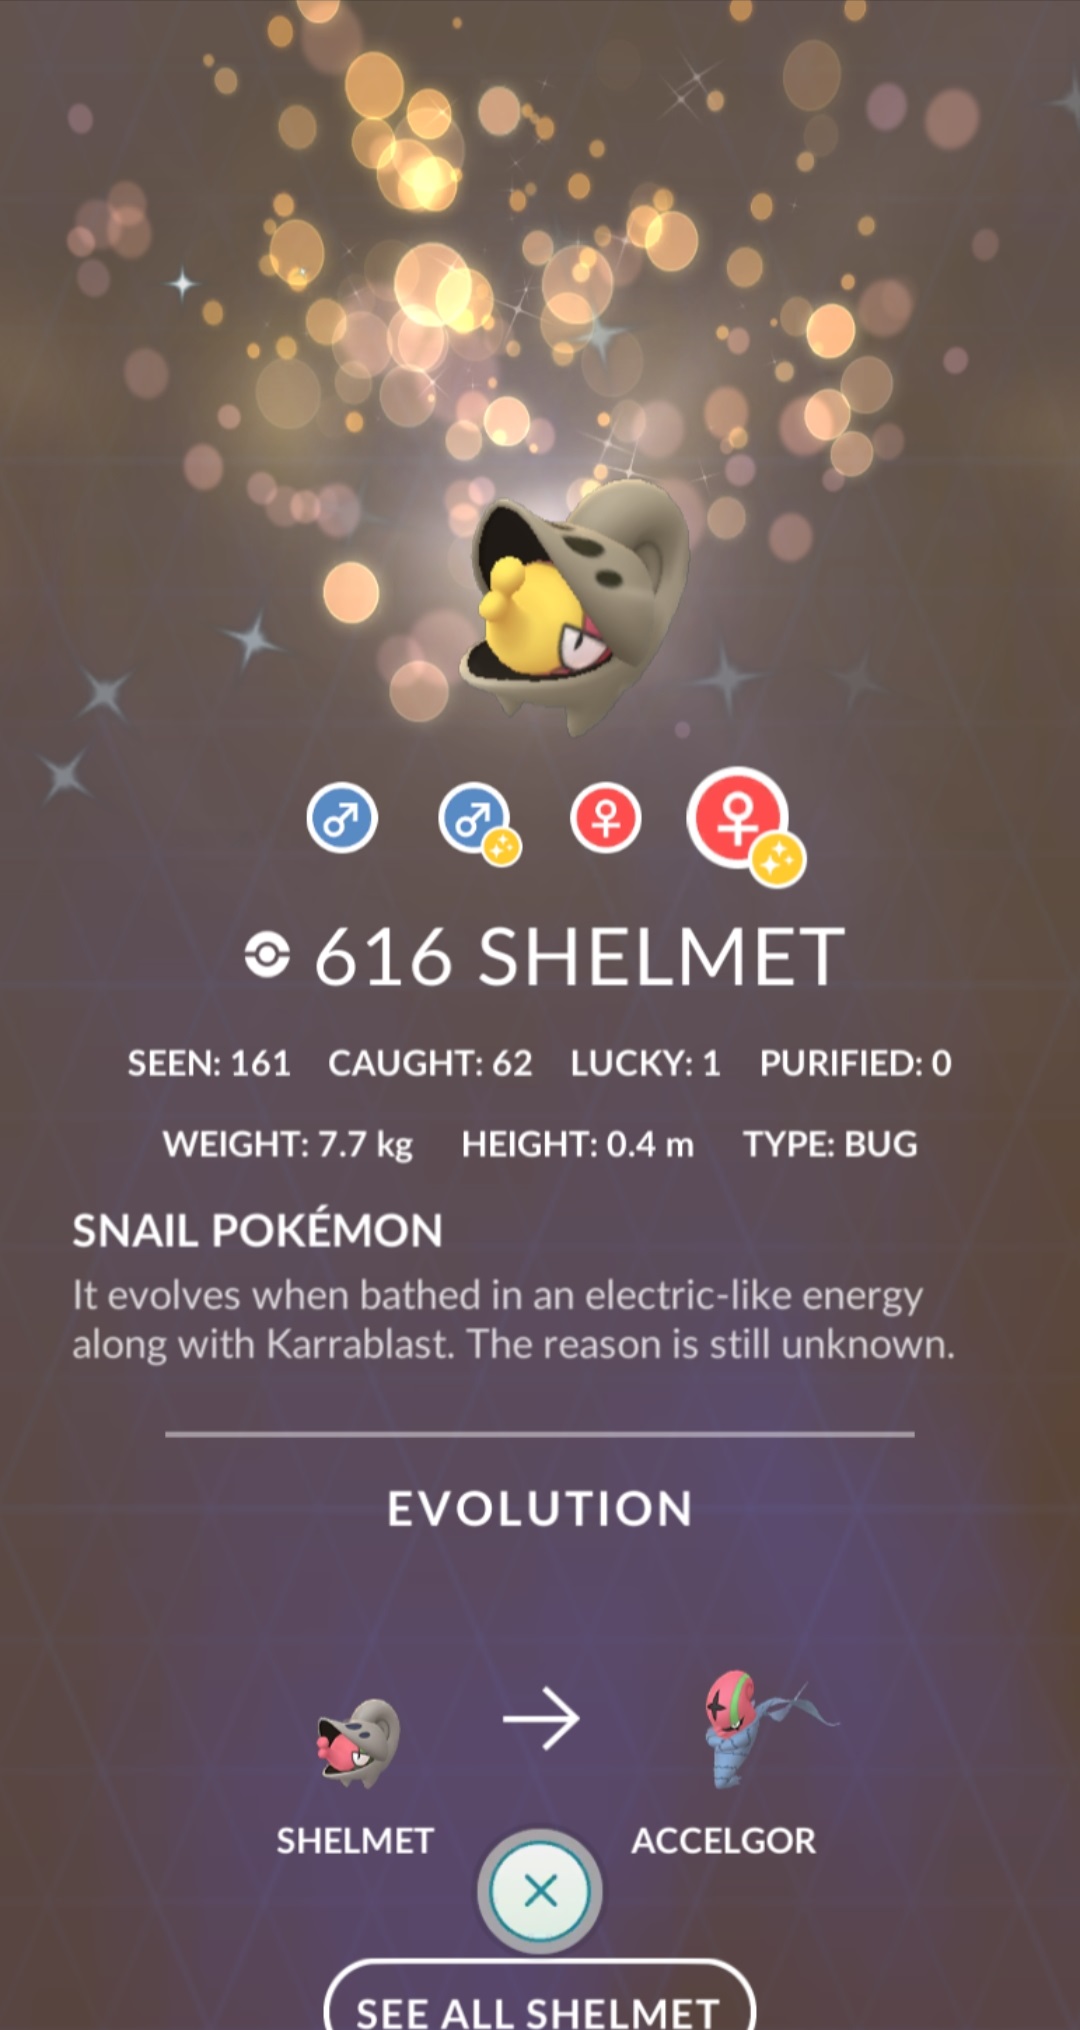 616 SHELMET
SEEN: 161 CAUGHT: 62 LUCKY: 1 PURIFIED: 0
WEIGHT: 7.7 kg HEIGHT: 0.4 m TYPE: BUG
SNAIL POKÉMON
It evolves when bathed in an electric-like energy
along with Karrablast. The reason is still unknown.
EVOLUTION
SHELMET ACCELGOR
SEE ALL SHELMET